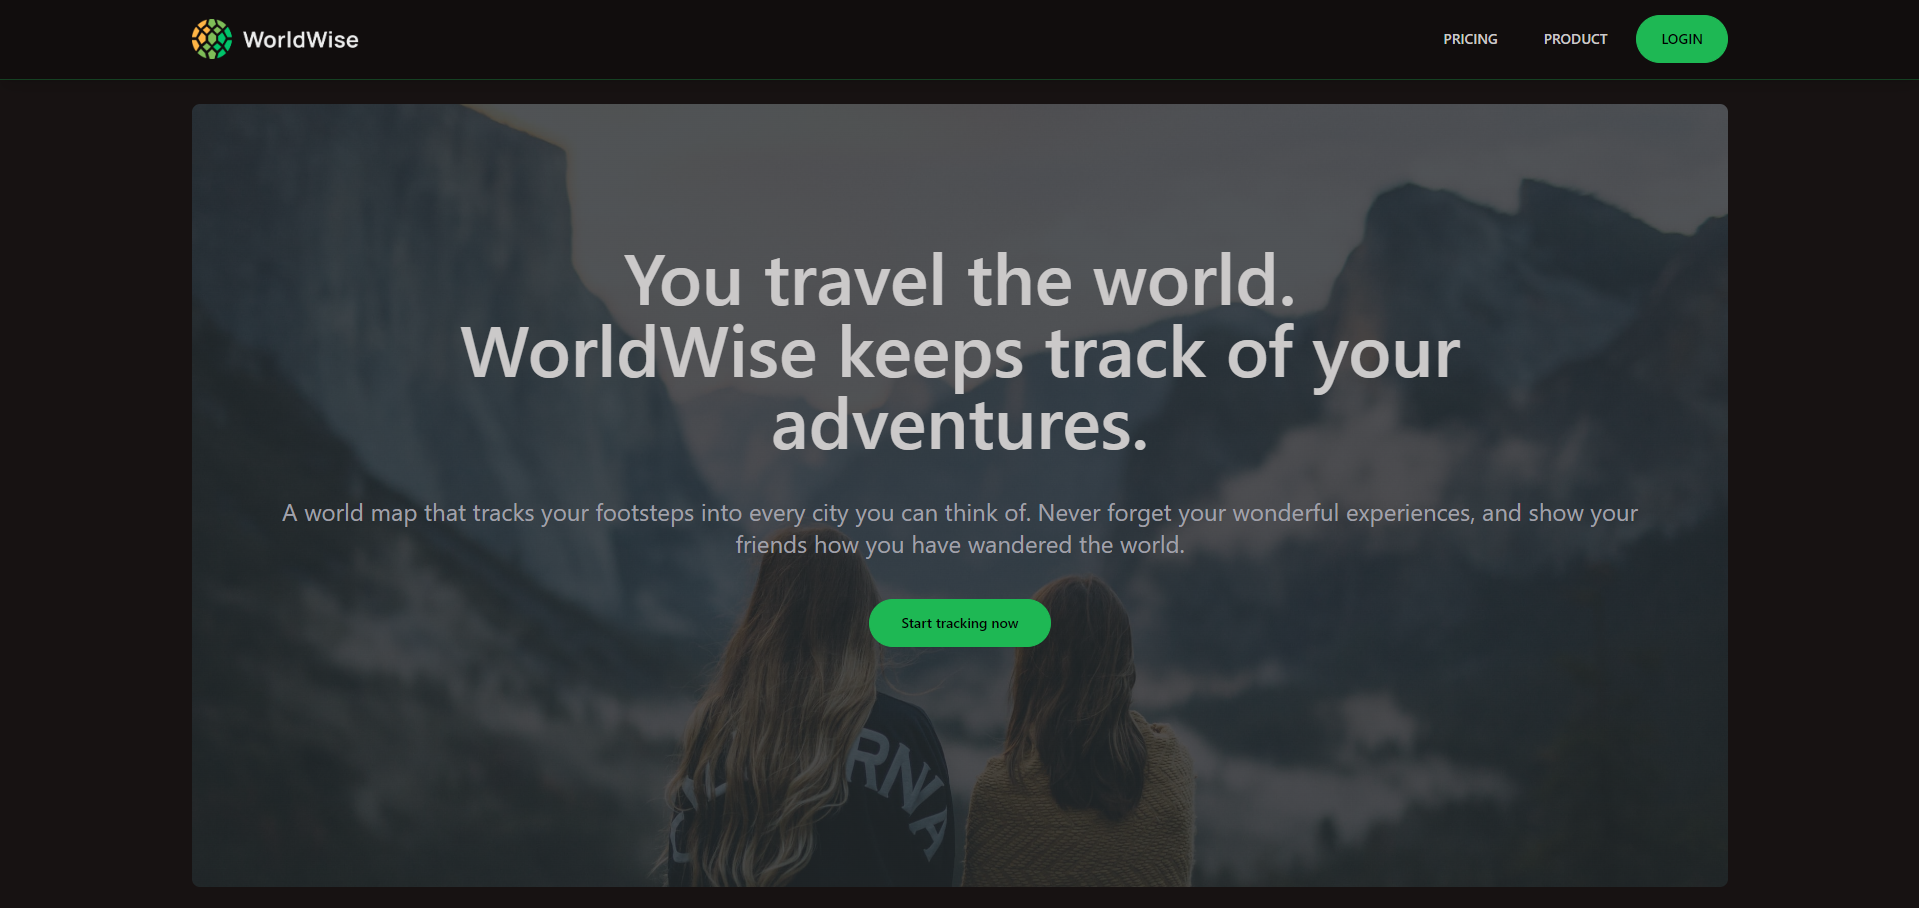 WorldWise
PRICING
PRODUCT
LOGIN
You travel the world.
WorldWise keeps track of your
adventures.
A world map that tracks your footsteps into every city you can think of. Never forget your wonderful experiences, and show your
friends how you have wandered the world.
Start tracking now